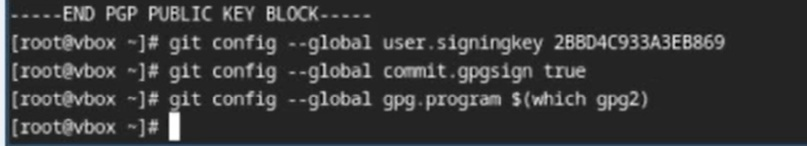 -----END PGP PUBLIC KEY BLOCK-----
[root@vbox ~]# git config --global user.signingkey 2BBD4C933A3EB869
[root@vbox ~]# git config --global commit.gpgsign true
[root@vbox ~]# git config --global gpg.program $(which gpg2)
[root@vbox ~]#